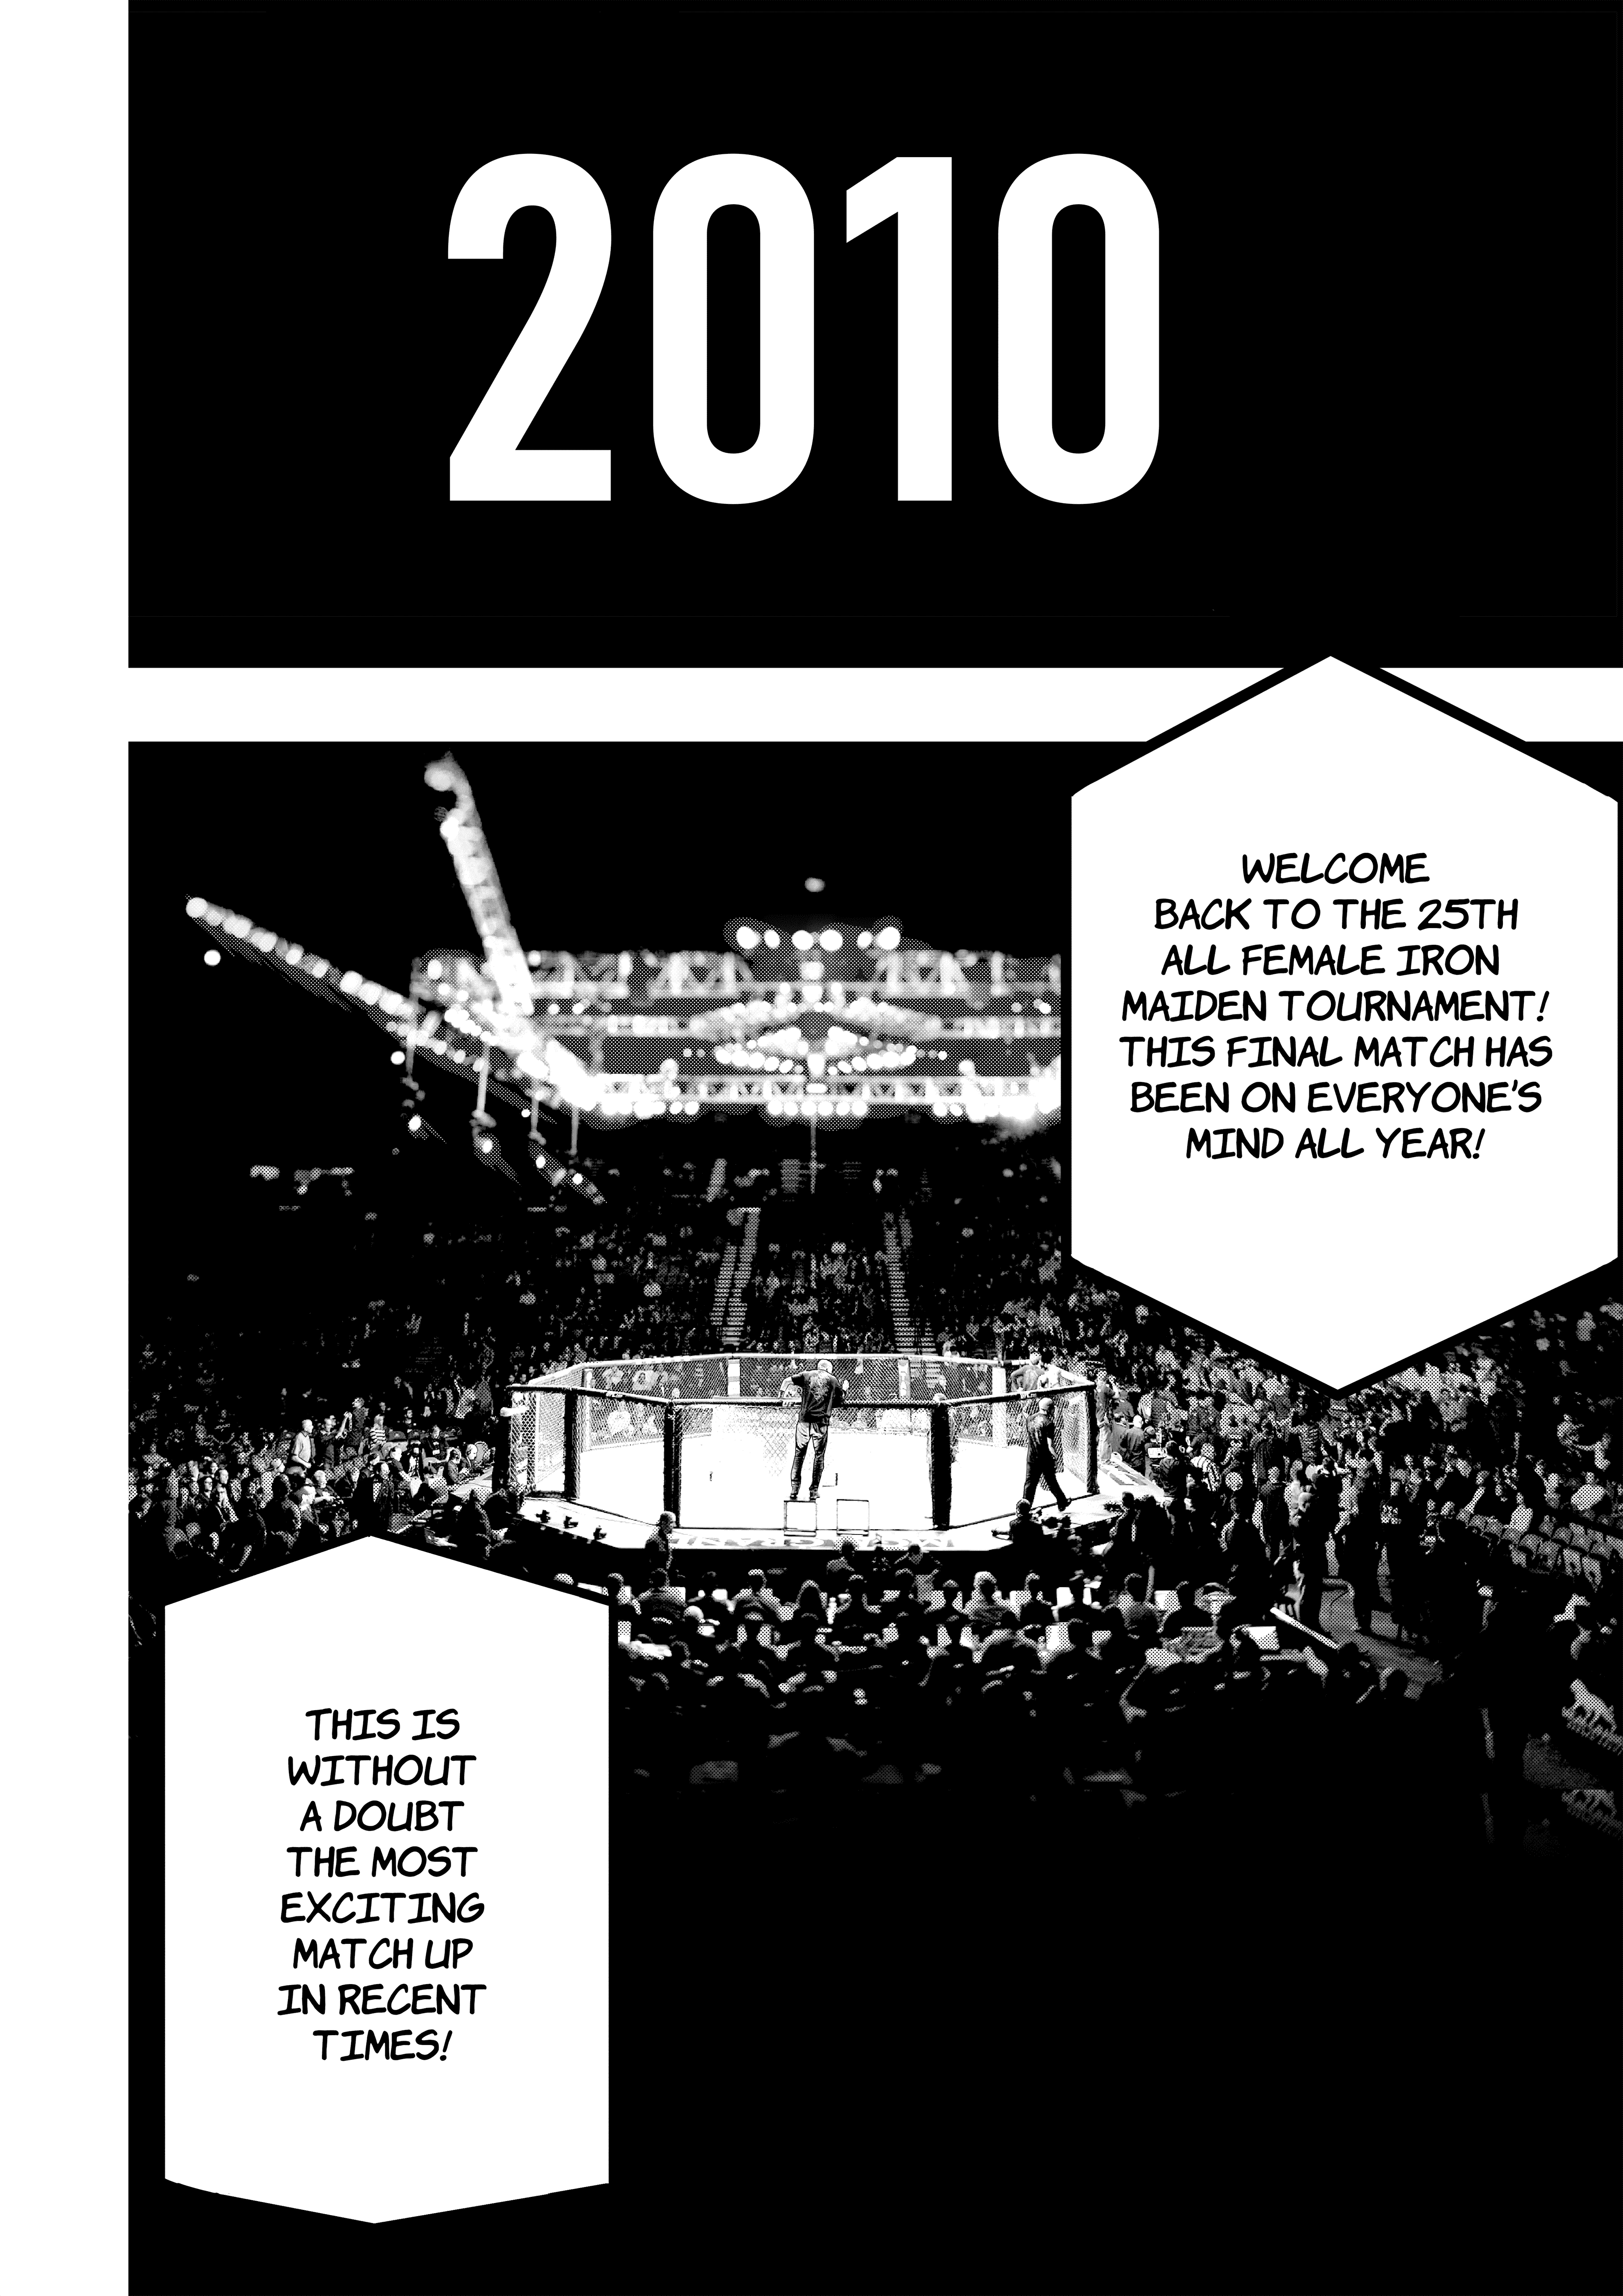 2010
WELCOME
BACK TO THE 25TH
ALL FEMALE IRON
MAIDEN TOURNAMENT!
THIS FINAL MATCH HAS
BEEN ON EVERYONE'S
MIND ALL YEAR!
THIS IS
WITHOUT
A DOUBT
THE MOST
EXCITING
MATCH UP
IN RECENT
TIMES!